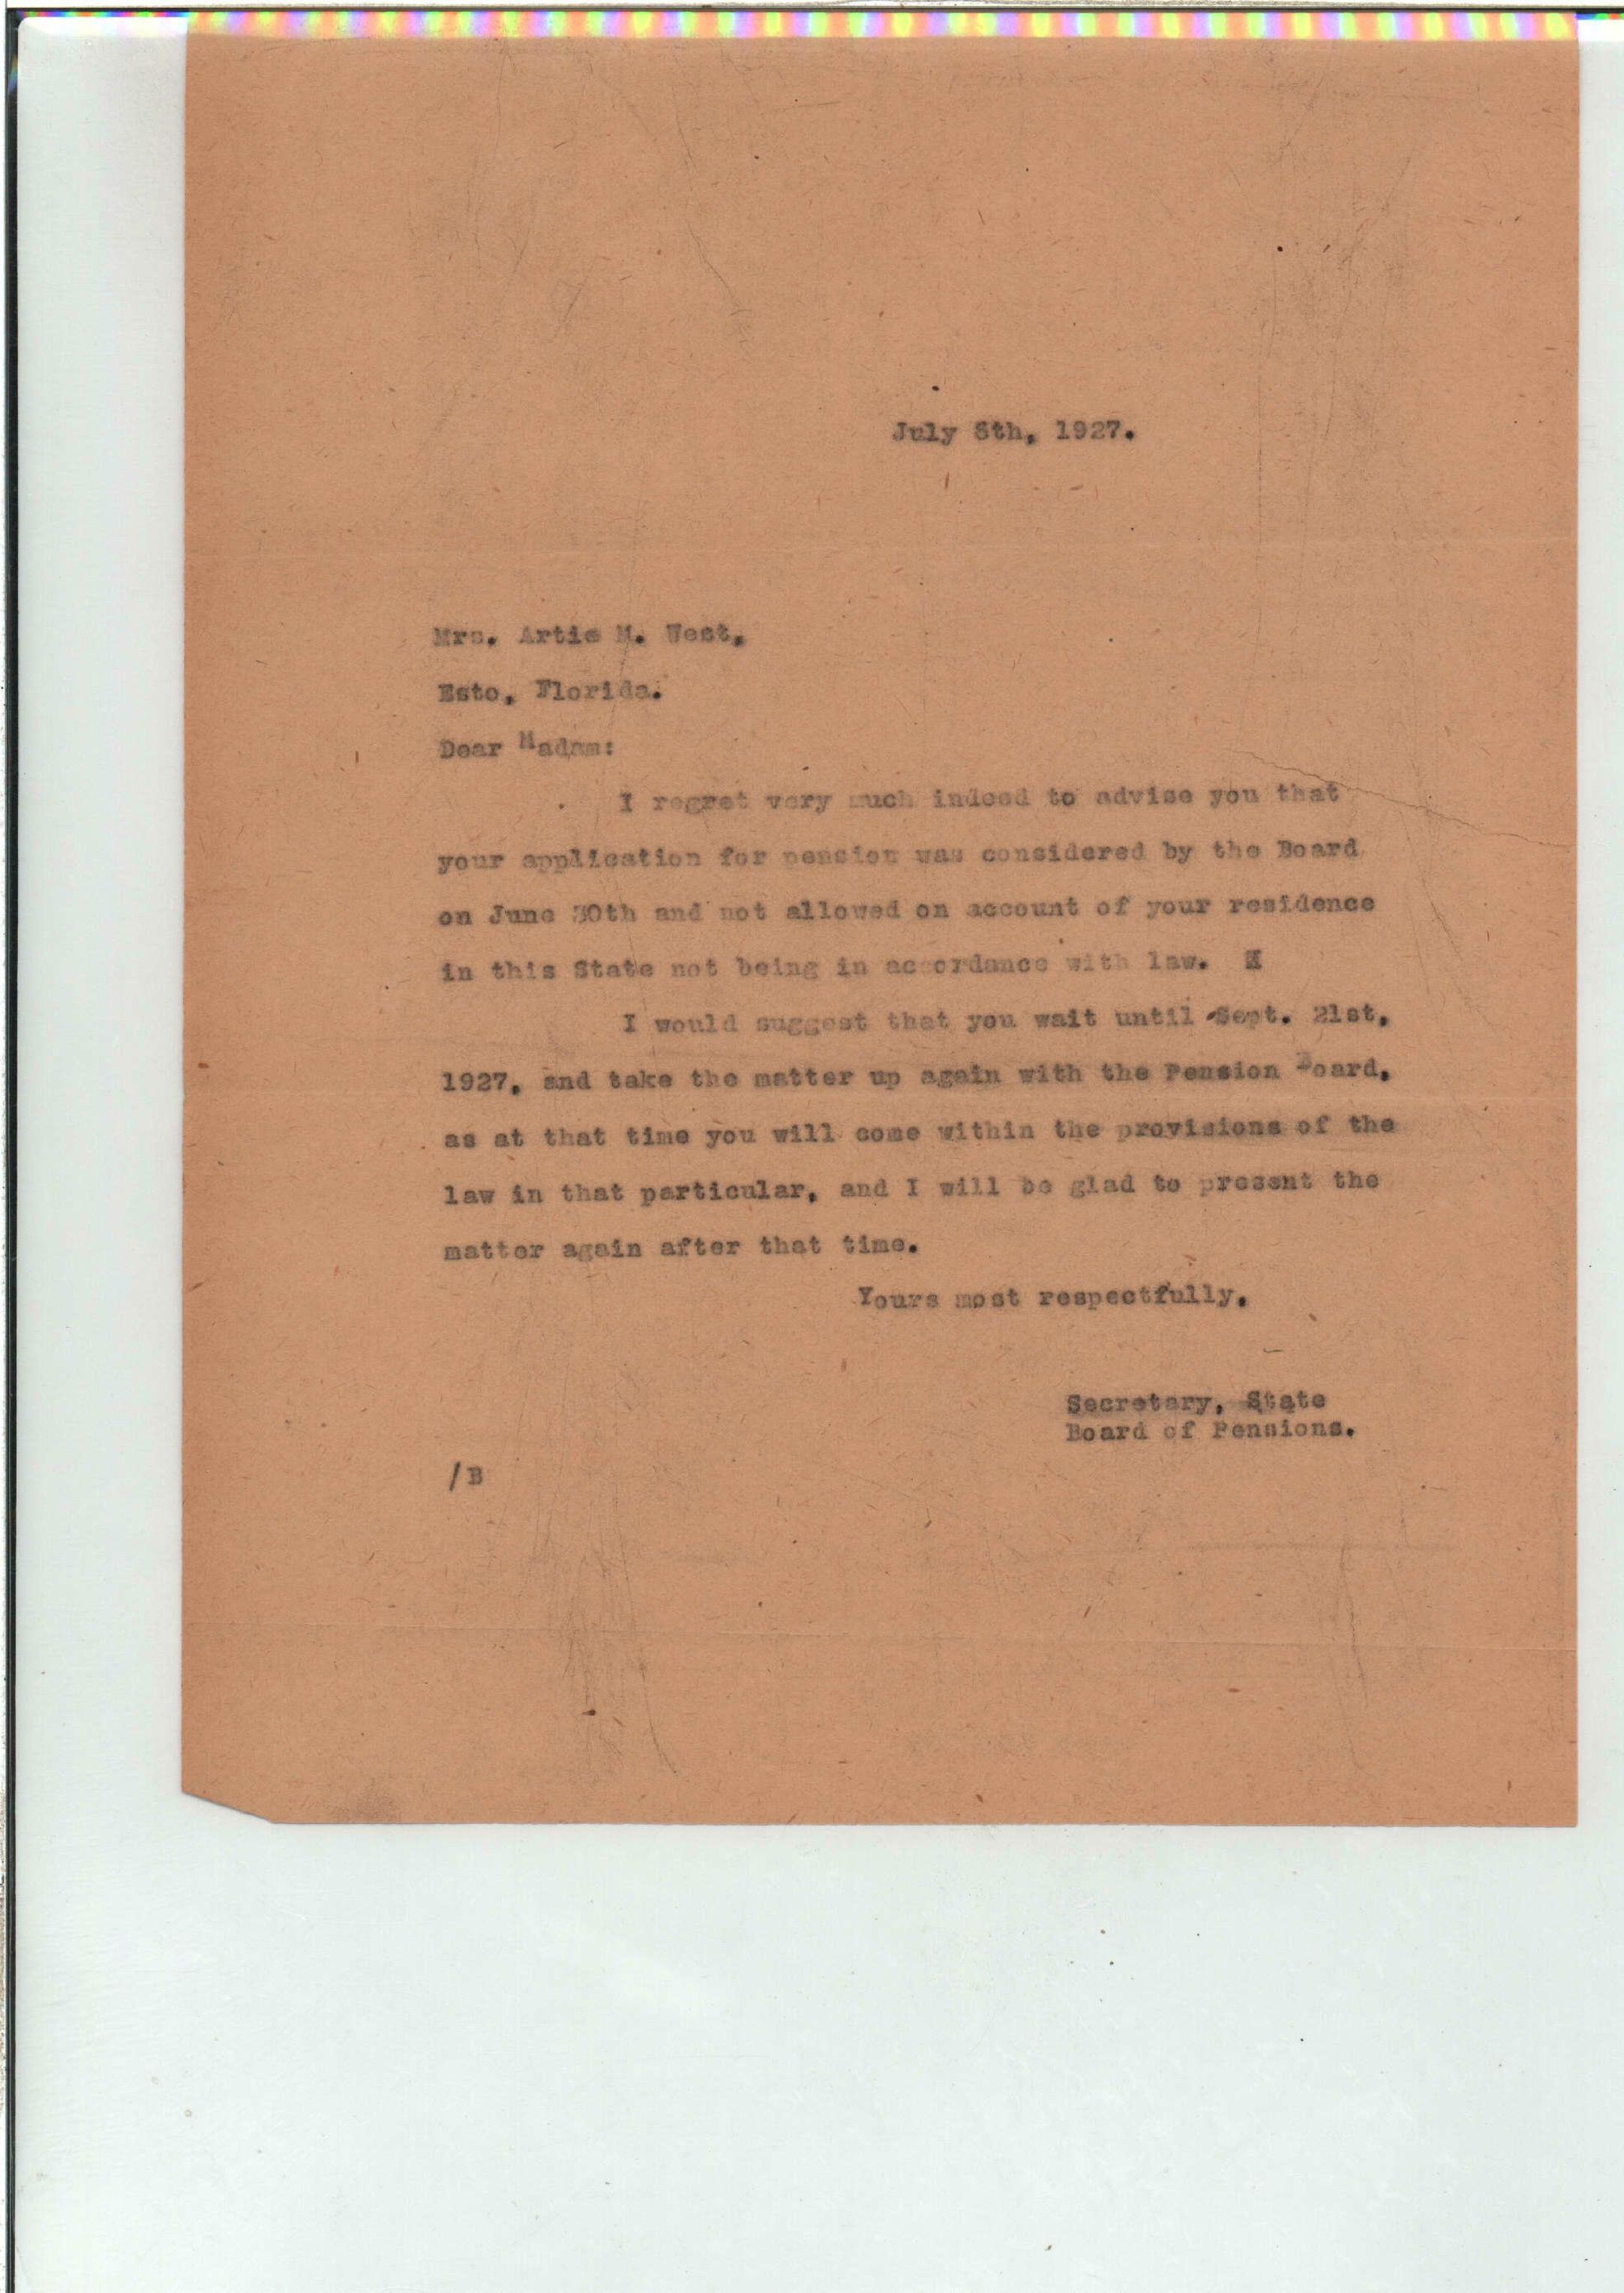 July 8th, 1927.
Mrs. Artie M. West,
Esto, Florida.
Dear Madam:
I regret very much indeed to advise you that
your application for pension was considered by the Board
on June 30th and not allowed on account of your residence
in this State not being in accordance with law.
I would suggest that you wait until Sept. 21st,
1927, and take the matter up again with the Pension Board,
as at that time you will come within the provisions of the
law in that particular, and I will be glad to present the
matter again after that time.
Yours most respectfully,
Secretary, State
Board of Pensions.
/B